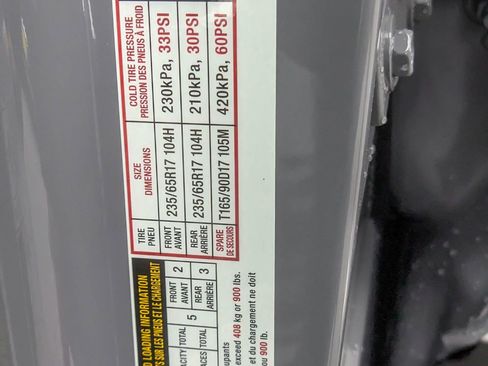 D LOADING INFORMATION
TS SUR LES PNEUS ET LE CHARGEMENT
ACITY TOTAL 5 FRONT AVANT 2 REAR ARRIÈRE 3
ACES TOTAL
upants
exceed 408 kg or 900 lbs.
et du chargement ne doit
ou 900 lb.
TIRE PNEU SIZE DIMENSIONS COLD TIRE PRESSURE PRESSION DES PNEUS À FROID
FRONT AVANT 235/65R17 104H 230kPa, 33PSI
REAR ARRIÈRE 235/65R17 104H 210kPa, 30PSI
SPARE DE SECOURS T165/90D17 105M 420kPa, 60PSI